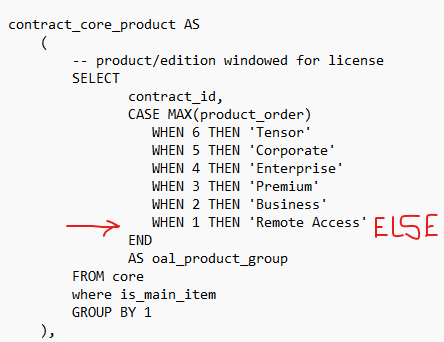 contract_core_product AS
(
-- product/edition windowed for license
SELECT
contract_id,
CASE MAX(product_order)
WHEN 6 THEN 'Tensor'
WHEN 5 THEN 'Corporate'
WHEN 4 THEN 'Enterprise'
WHEN 3 THEN 'Premium'
WHEN 2 THEN 'Business'
WHEN 1 THEN 'Remote Access' ELSE
END
AS oal_product_group
FROM core
where is_main_item
GROUP BY 1
),